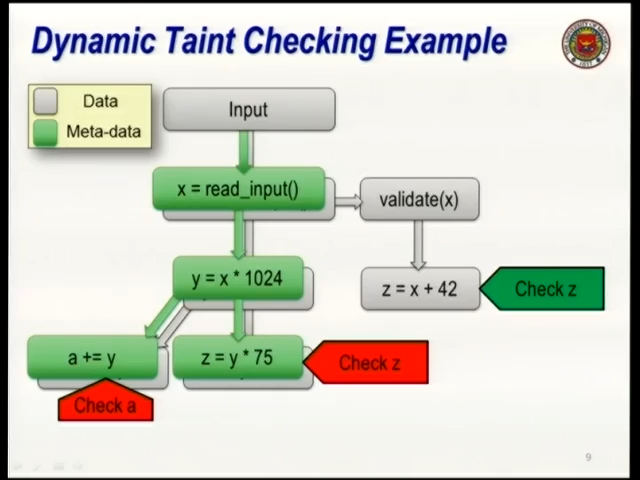 Dynamic Taint Checking Example
Data
Meta-data
Input
x = read_input()
validate(x)
y = x * 1024
z = x + 42
Check z
a += y
z = y * 75
Check z
Check a
9